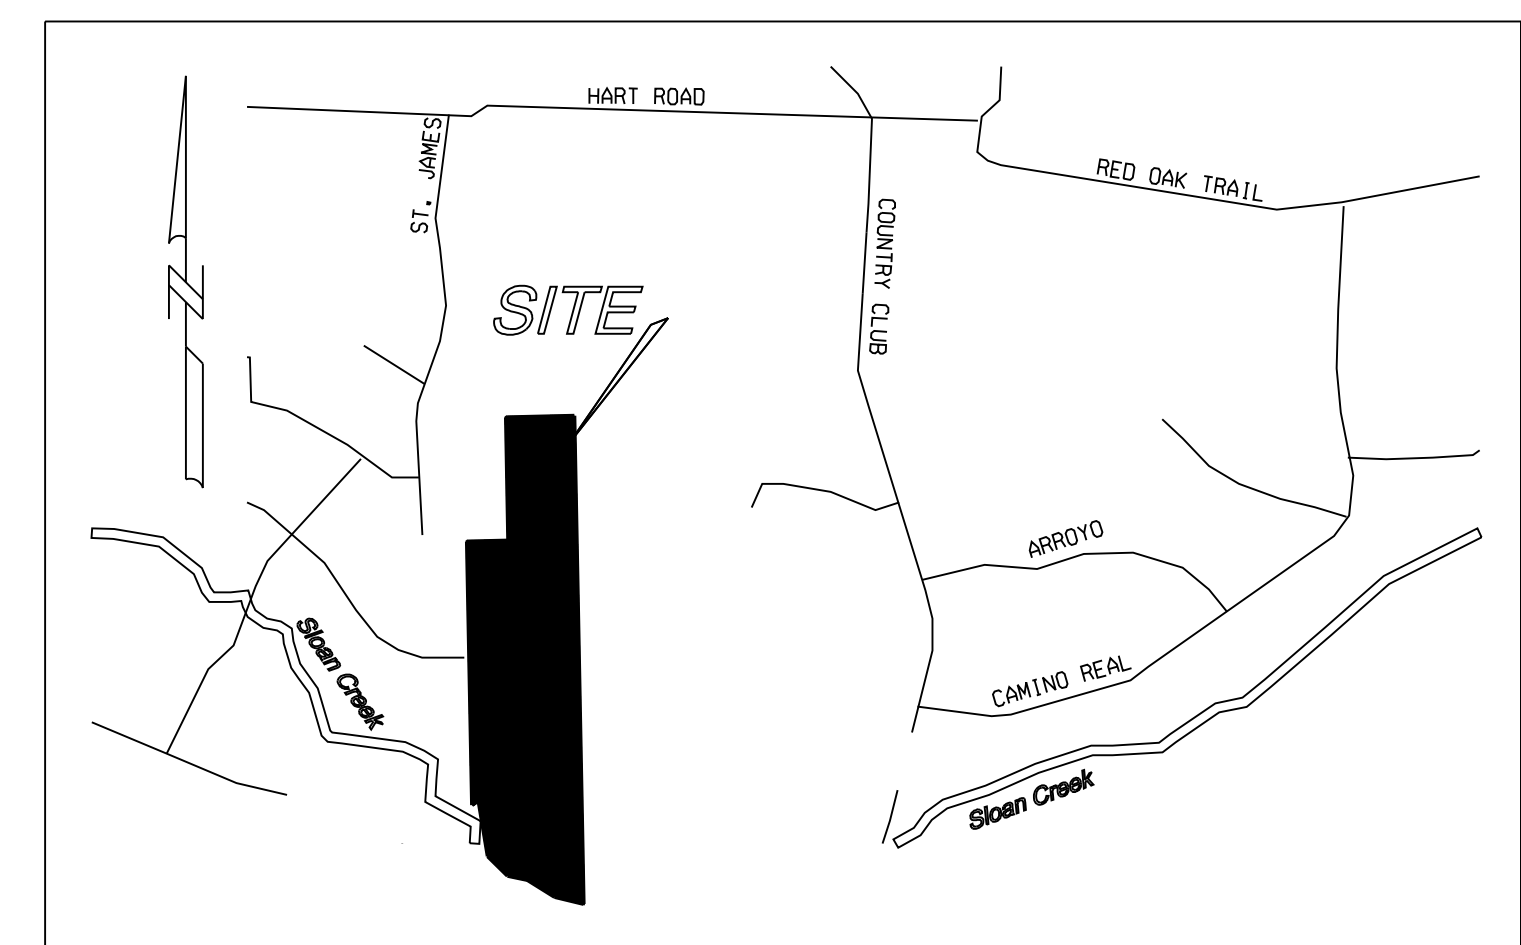 HART ROAD
ST. JAMES
RED OAK TRAIL
COUNTRY CLUB
N
SITE
ARROYO
Sloan Creek
CAMINO REAL
Sloan Creek